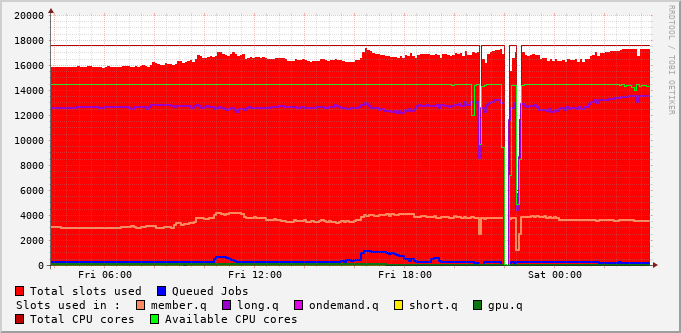 20000
18000
16000
14000
12000
10000
8000
6000
4000
2000
0
Fri 06:00 Fri 12:00 Fri 18:00 Sat 00:00
RRDTOOL / TOBI OETIKER
Total slots used Queued Jobs
Slots used in : member.q long.q ondemand.q short.q gpu.q
Total CPU cores Available CPU cores